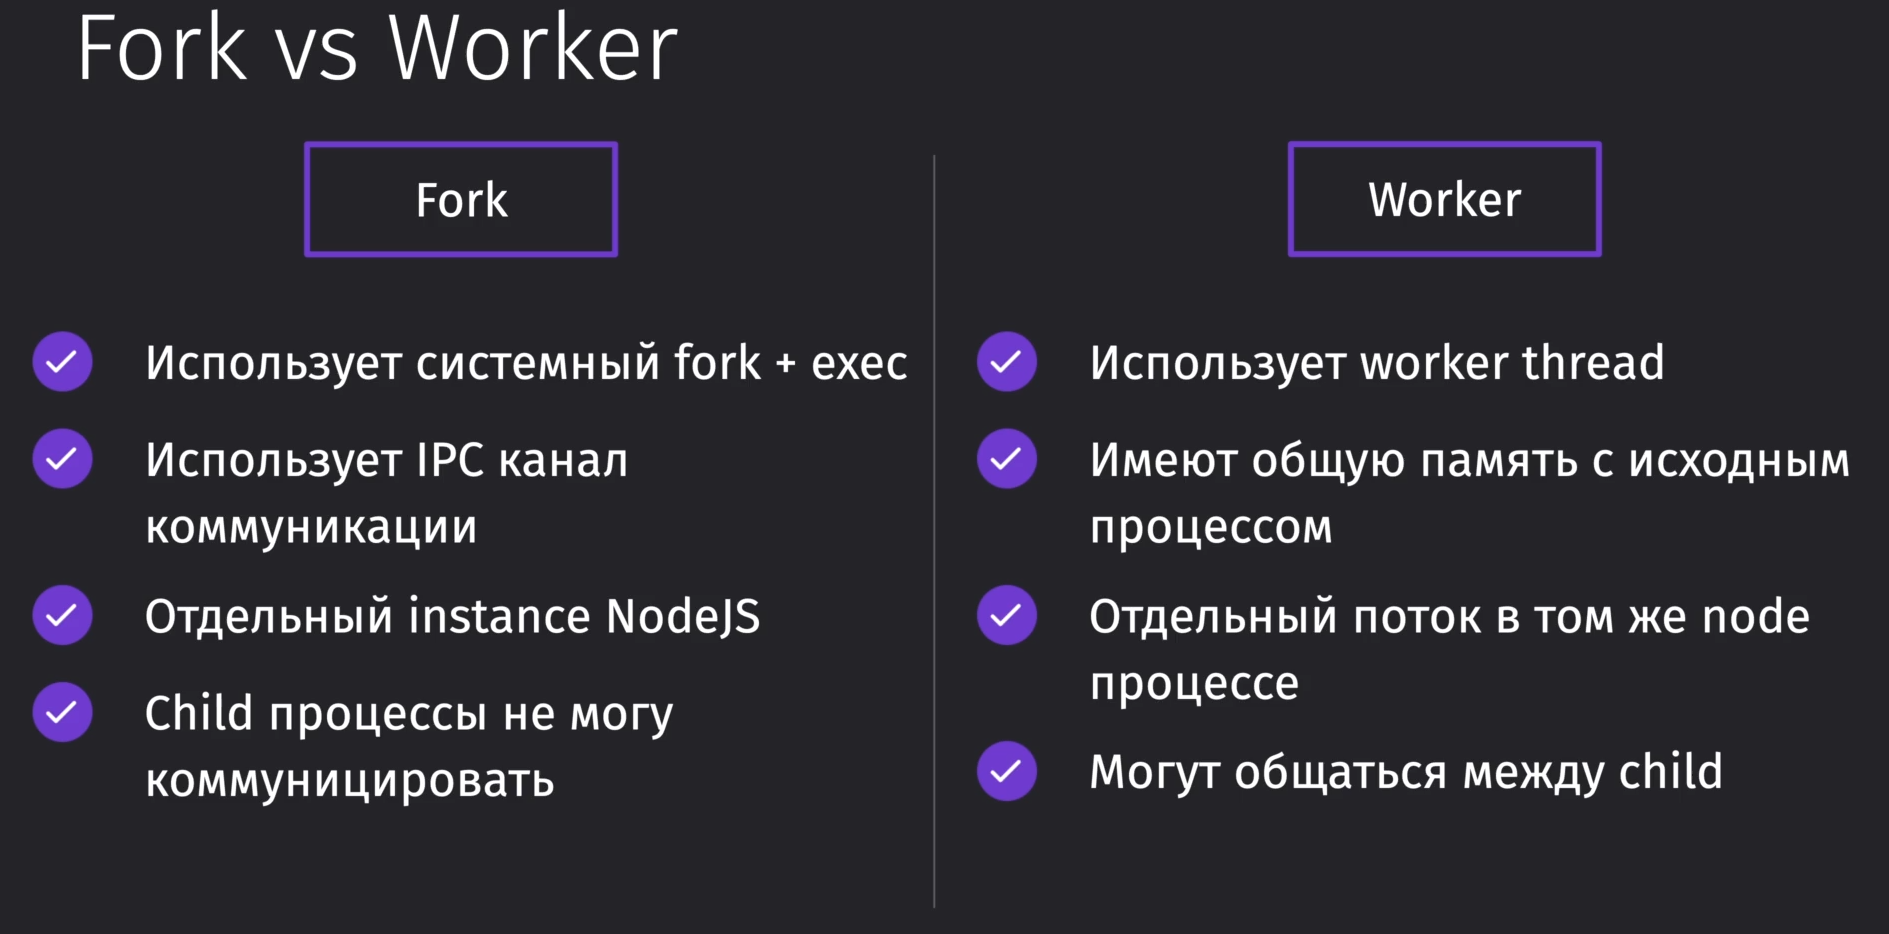 Fork vs Worker
Fork
Использует системный fork + exec
Использует IPC канал
коммуникации
Отдельный instance NodeJS
Child процессы не могу
коммуницировать
Worker
Использует worker thread
Имеют общую память с исходным
процессом
Отдельный поток в том же node
процессе
Могут общаться между child